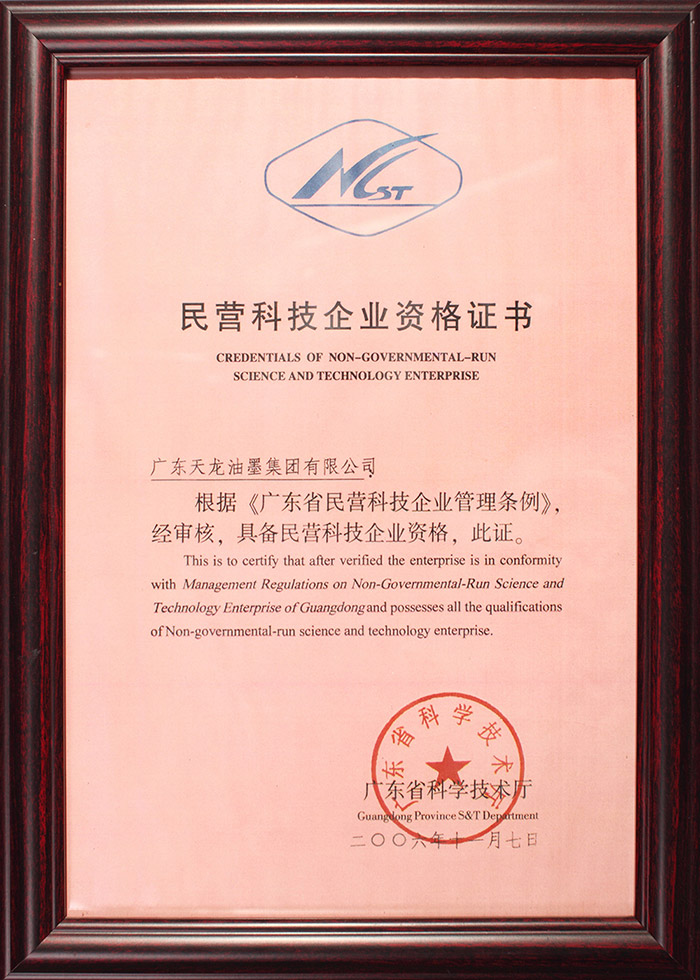 NCST
民营科技企业资格证书
CREDENTIALS OF NON-GOVERNMENTAL-RUN
SCIENCE AND TECHNOLOGY ENTERPRISE
广东天龙油墨集团有限公司
根据《广东省民营科技企业管理条例》，
经审核，具备民营科技企业资格，此证。
This is to certify that after verified the enterprise is in conformity
with Management Regulations on Non-Governmental-Run Science and
Technology Enterprise of Guangdong and possesses all the qualifications
of Non-governmental-run science and technology enterprise.
广东省科学技术厅
广东省科学技术厅
Guangdong Province S&T Department
二〇〇六年十一月七日